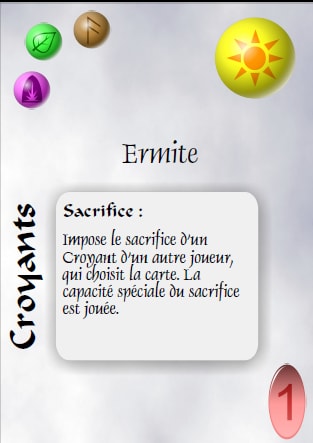 Ermite
Croyants
Sacrifice :
Impose le sacrifice d'un
Croyant d'un autre joueur,
qui choisit la carte. La
capacité spéciale du sacrifice
est jouée.
1